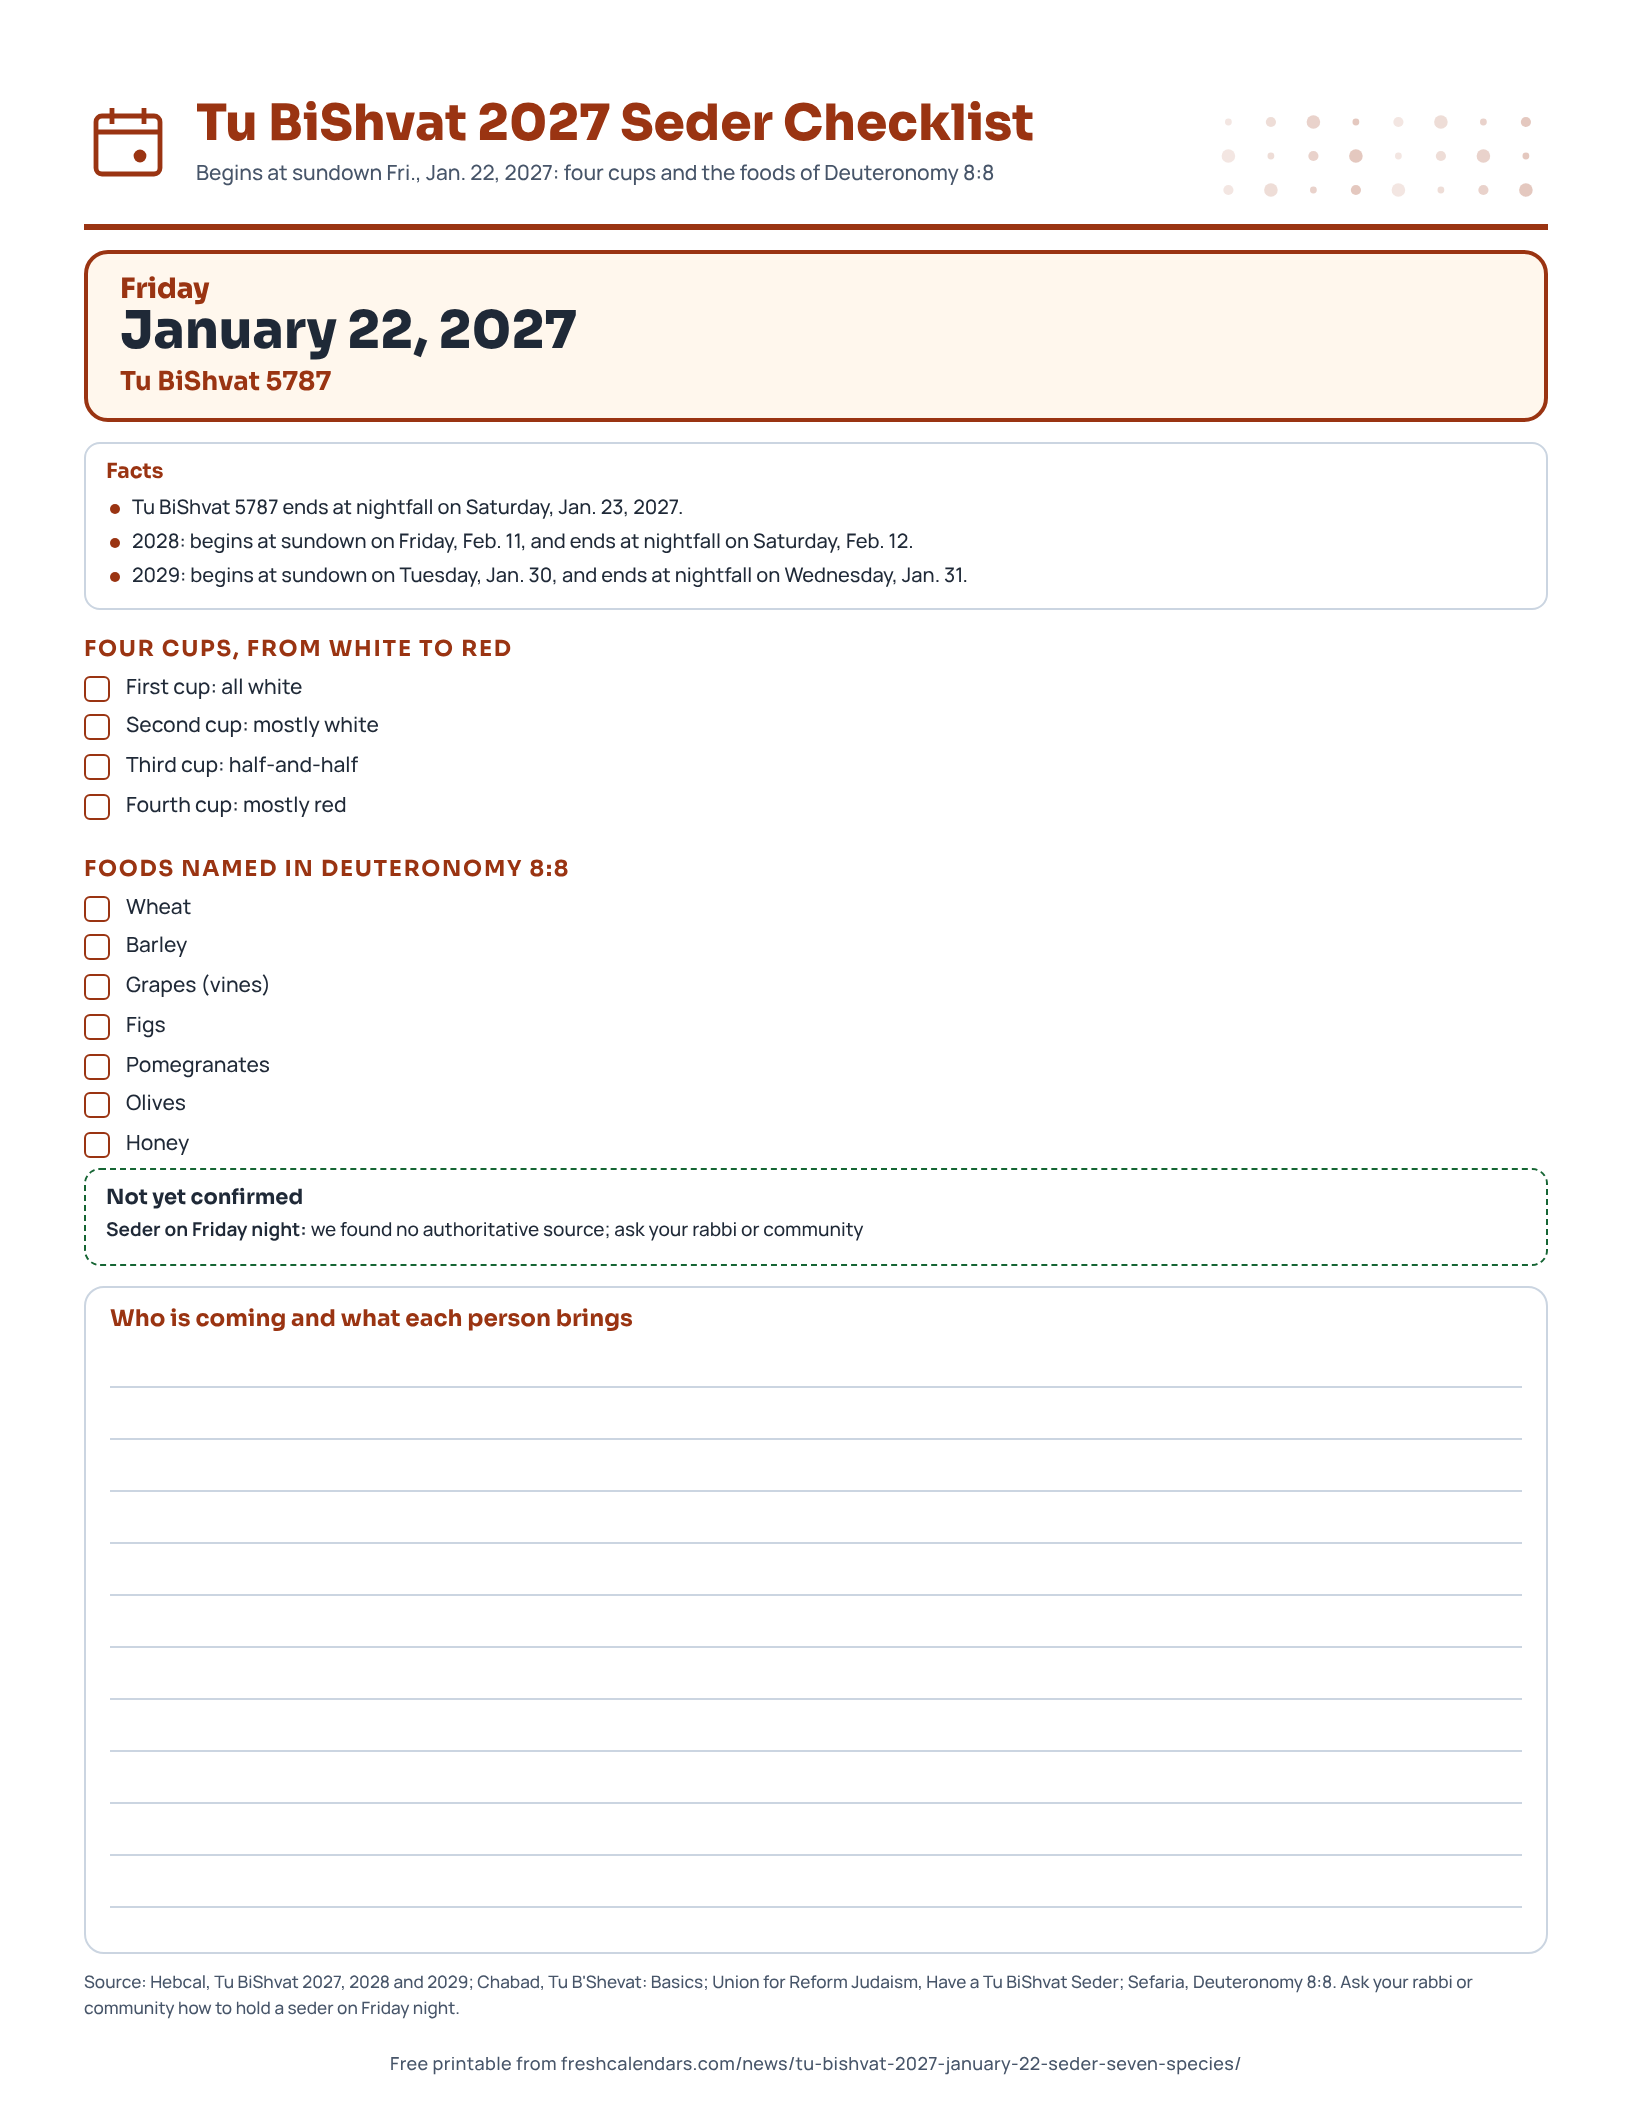 Tu BiShvat 2027 Seder Checklist
Begins at sundown Fri., Jan. 22, 2027: four cups and the foods of Deuteronomy 8:8
Friday
January 22, 2027
Tu BiShvat 5787
Facts
Tu BiShvat 5787 ends at nightfall on Saturday, Jan. 23, 2027.
2028: begins at sundown on Friday, Feb. 11, and ends at nightfall on Saturday, Feb. 12.
2029: begins at sundown on Tuesday, Jan. 30, and ends at nightfall on Wednesday, Jan. 31.
FOUR CUPS, FROM WHITE TO RED
First cup: all white
Second cup: mostly white
Third cup: half-and-half
Fourth cup: mostly red
FOODS NAMED IN DEUTERONOMY 8:8
Wheat
Barley
Grapes (vines)
Figs
Pomegranates
Olives
Honey
Not yet confirmed
Seder on Friday night: we found no authoritative source; ask your rabbi or community
Who is coming and what each person brings
Source: Hebcal, Tu BiShvat 2027, 2028 and 2029; Chabad, Tu B'Shevat: Basics; Union for Reform Judaism, Have a Tu BiShvat Seder; Sefaria, Deuteronomy 8:8. Ask your rabbi or
community how to hold a seder on Friday night.
Free printable from freshcalendars.com/news/tu-bishvat-2027-january-22-seder-seven-species/